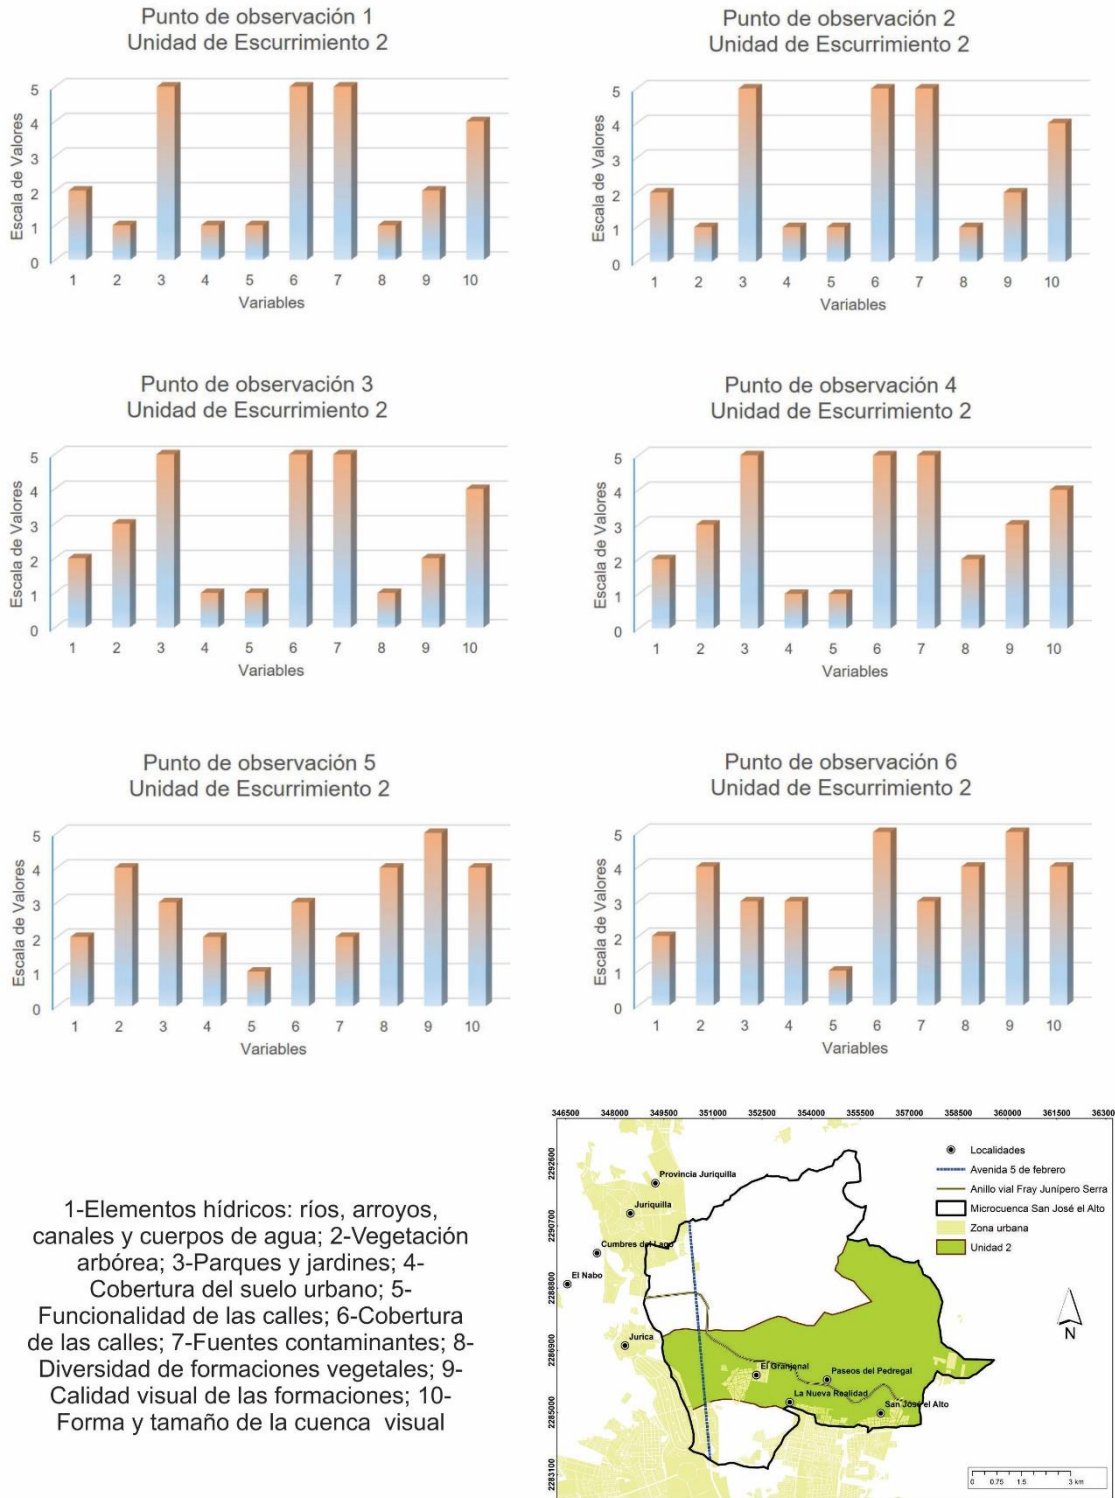 Punto de observación 1
Unidad de Escurrimiento 2
Escala de Valores
5
4
3
2
1
0
1 2 3 4 5 6 7 8 9 10
Variables
Punto de observación 2
Unidad de Escurrimiento 2
Escala de Valores
5
4
3
2
1
0
1 2 3 4 5 6 7 8 9 10
Variables
Punto de observación 3
Unidad de Escurrimiento 2
Escala de Valores
5
4
3
2
1
0
1 2 3 4 5 6 7 8 9 10
Variables
Punto de observación 4
Unidad de Escurrimiento 2
Escala de Valores
5
4
3
2
1
0
1 2 3 4 5 6 7 8 9 10
Variables
Punto de observación 5
Unidad de Escurrimiento 2
Escala de Valores
5
4
3
2
1
0
1 2 3 4 5 6 7 8 9 10
Variables
Punto de observación 6
Unidad de Escurrimiento 2
Escala de Valores
5
4
3
2
1
0
1 2 3 4 5 6 7 8 9 10
Variables
1-Elementos hídricos: ríos, arroyos,
canales y cuerpos de agua; 2-Vegetación
arbórea; 3-Parques y jardines; 4-
Cobertura del suelo urbano; 5-
Funcionalidad de las calles; 6-Cobertura
de las calles; 7-Fuentes contaminantes; 8-
Diversidad de formaciones vegetales; 9-
Calidad visual de las formaciones; 10-
Forma y tamaño de la cuenca visual
346500 348000 349500 351000 352500 354000 355500 357000 358500 360000 361500 36300
2292600
2290700
2288800
2286900
2285000
2283100
Provincia Juriquilla
Juriquilla
Cumbres del Lago
El Nabo
Jurica
El Granjenal
Paseos del Pedregal
La Nueva Realidad
San José el Alto
Localidades
Avenida 5 de febrero
Anillo vial Fray Junípero Serra
Microcuenca San José el Alto
Zona urbana
Unidad 2
N
0 0.75 1.5 3 km